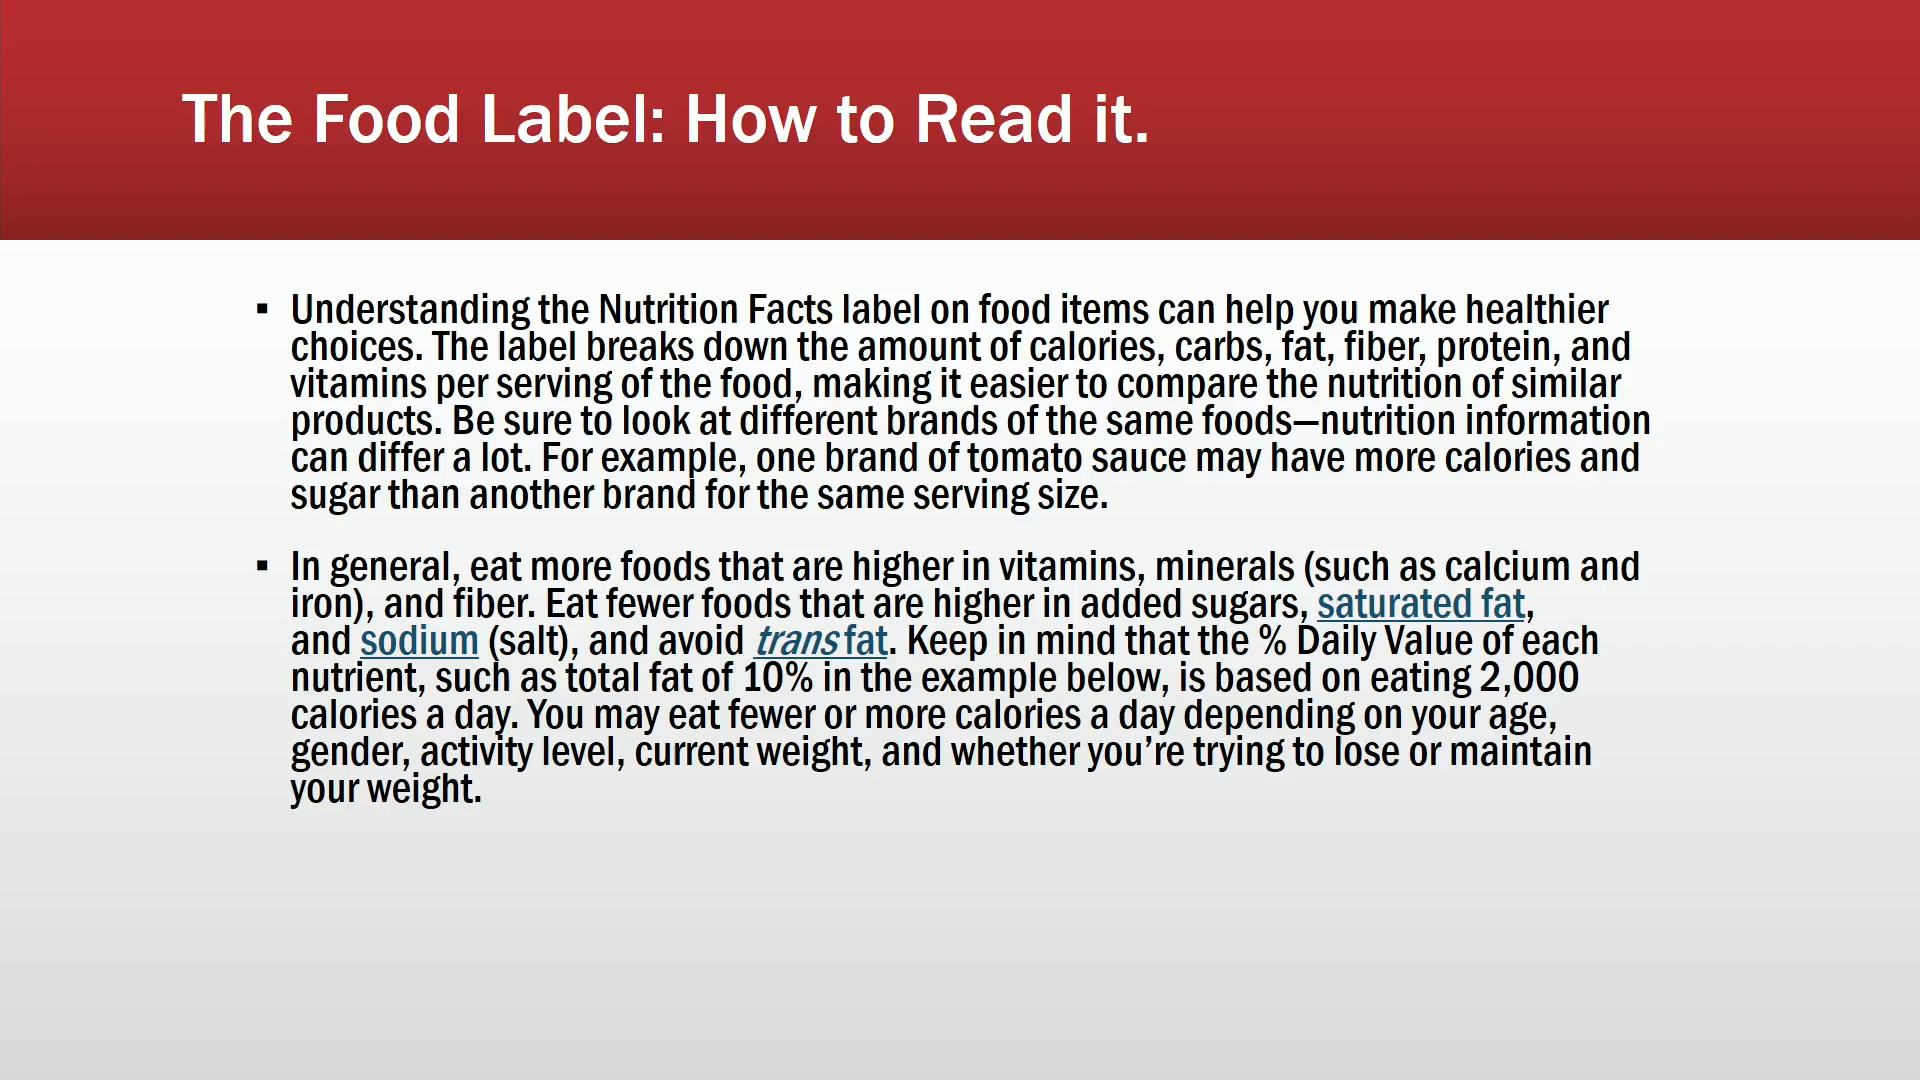 The Food Label: How to Read it.
▪ Understanding the Nutrition Facts label on food items can help you make healthier
choices. The label breaks down the amount of calories, carbs, fat, fiber, protein, and
vitamins per serving of the food, making it easier to compare the nutrition of similar
products. Be sure to look at different brands of the same foods—nutrition information
can differ a lot. For example, one brand of tomato sauce may have more calories and
sugar than another brand for the same serving size.
▪ In general, eat more foods that are higher in vitamins, minerals (such as calcium and
iron), and fiber. Eat fewer foods that are higher in added sugars, saturated fat,
and sodium (salt), and avoid trans fat. Keep in mind that the % Daily Value of each
nutrient, such as total fat of 10% in the example below, is based on eating 2,000
calories a day. You may eat fewer or more calories a day depending on your age,
gender, activity level, current weight, and whether you’re trying to lose or maintain
your weight.